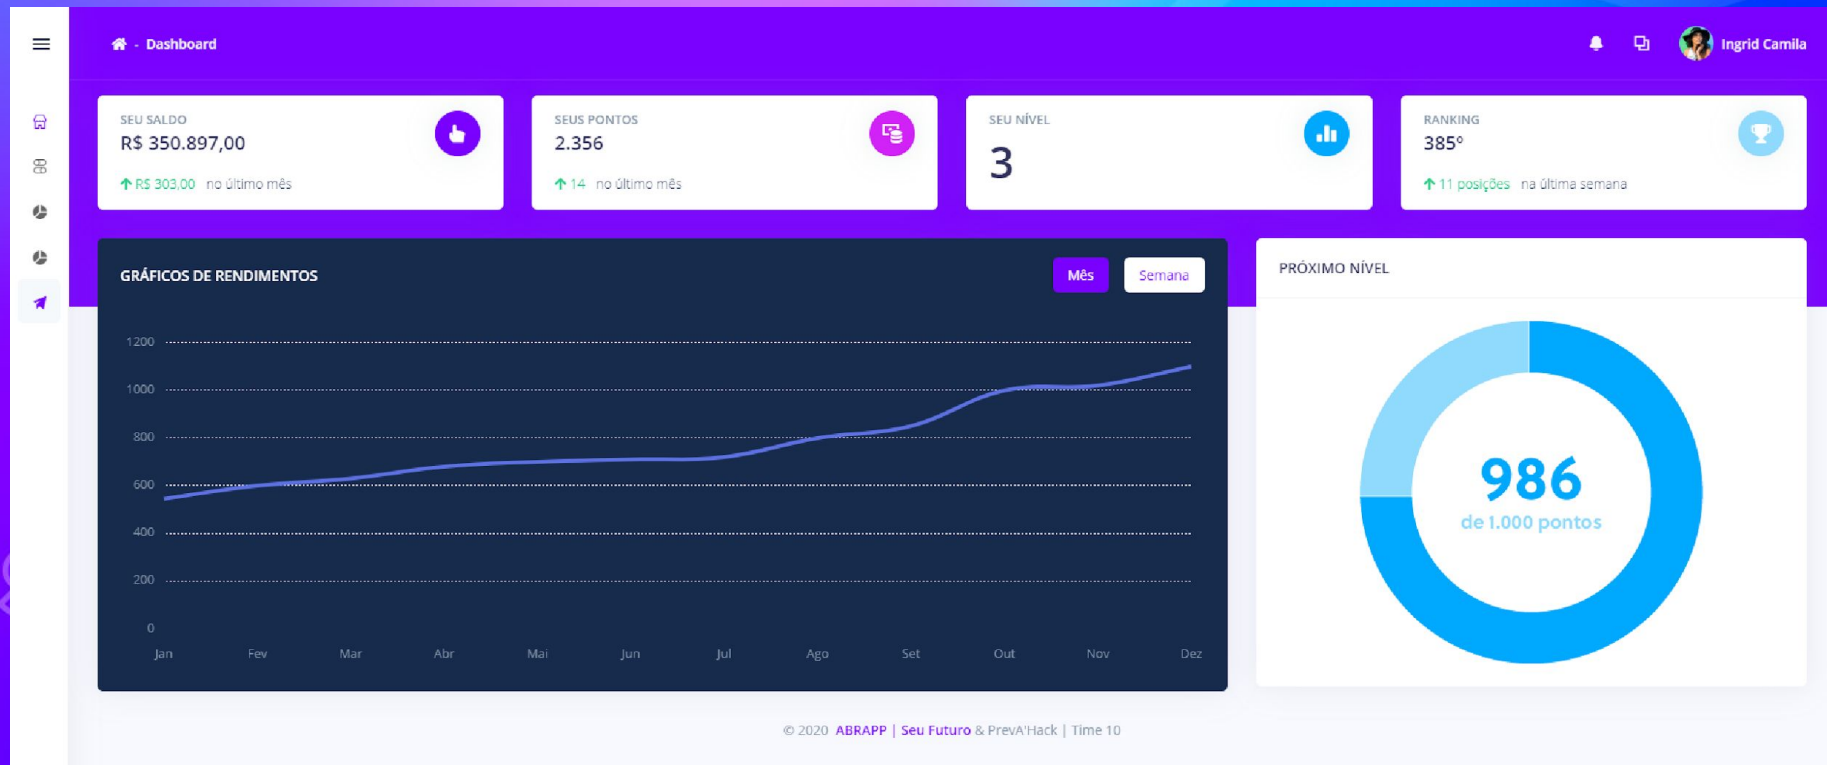 - Dashboard
Ingrid Camila
SEU SALDO
R$ 350.897,00
R$ 303,00 no último mês
SEUS PONTOS
2.356
14 no último mês
SEU NÍVEL
3
RANKING
385º
11 posições na última semana
GRÁFICOS DE RENDIMENTOS
Mês
Semana
1200
1000
800
600
400
200
0
Jan Fev Mar Abr Mai Jun Jul Ago Set Out Nov Dez
PRÓXIMO NÍVEL
986
de 1.000 pontos
© 2020 ABRAPP | Seu Futuro & PrevA'Hack | Time 10